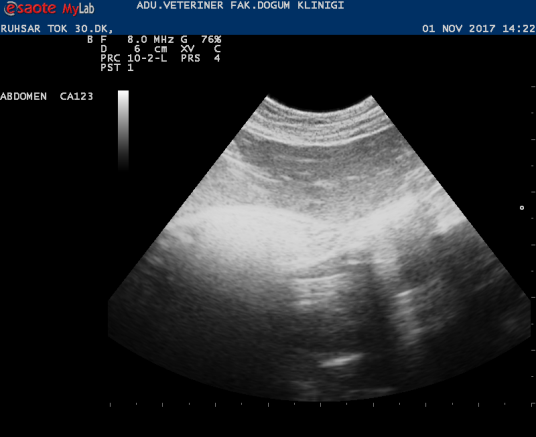 esaote MyLab
ADU.VETERINER FAK.DOGUM KLINIGI
RUHSAR TOK 30.DK,
01 NOV 2017 14:22
B F 8.0 MHz G 76%
D 6 cm XV C
PRC 10-2-L PRS 4
PST 1
ABDOMEN CA123